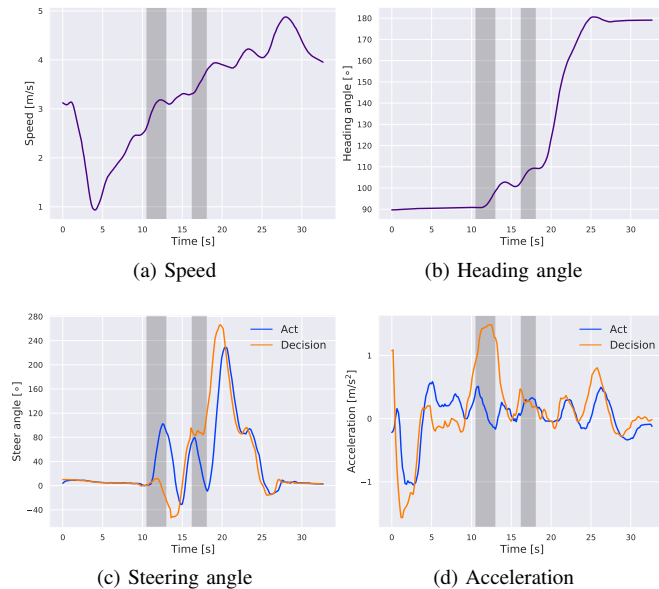 5
4
3
2
1
Speed [m/s]
0 5 10 15 20 25 30
Time [s]
(a) Speed
180
170
160
150
140
130
120
110
100
90
Heading angle [∘]
0 5 10 15 20 25 30
Time [s]
(b) Heading angle
280
240
200
160
120
80
40
0
−40
Steer angle [∘]
Act
Decision
0 5 10 15 20 25 30
Time [s]
(c) Steering angle
1
0
−1
Acceleration [m/s²]
Act
Decision
0 5 10 15 20 25 30
Time [s]
(d) Acceleration